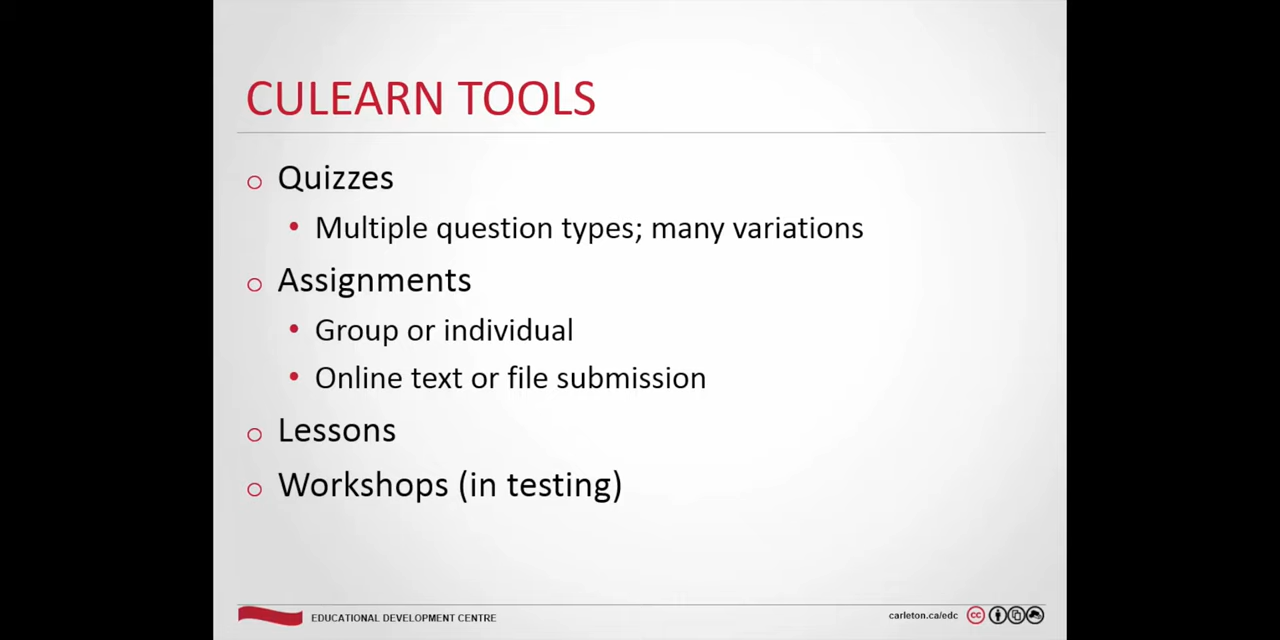 CULEARN TOOLS
Quizzes
Multiple question types; many variations
Assignments
Group or individual
Online text or file submission
Lessons
Workshops (in testing)
EDUCATIONAL DEVELOPMENT CENTRE
carleton.ca/edc
cc